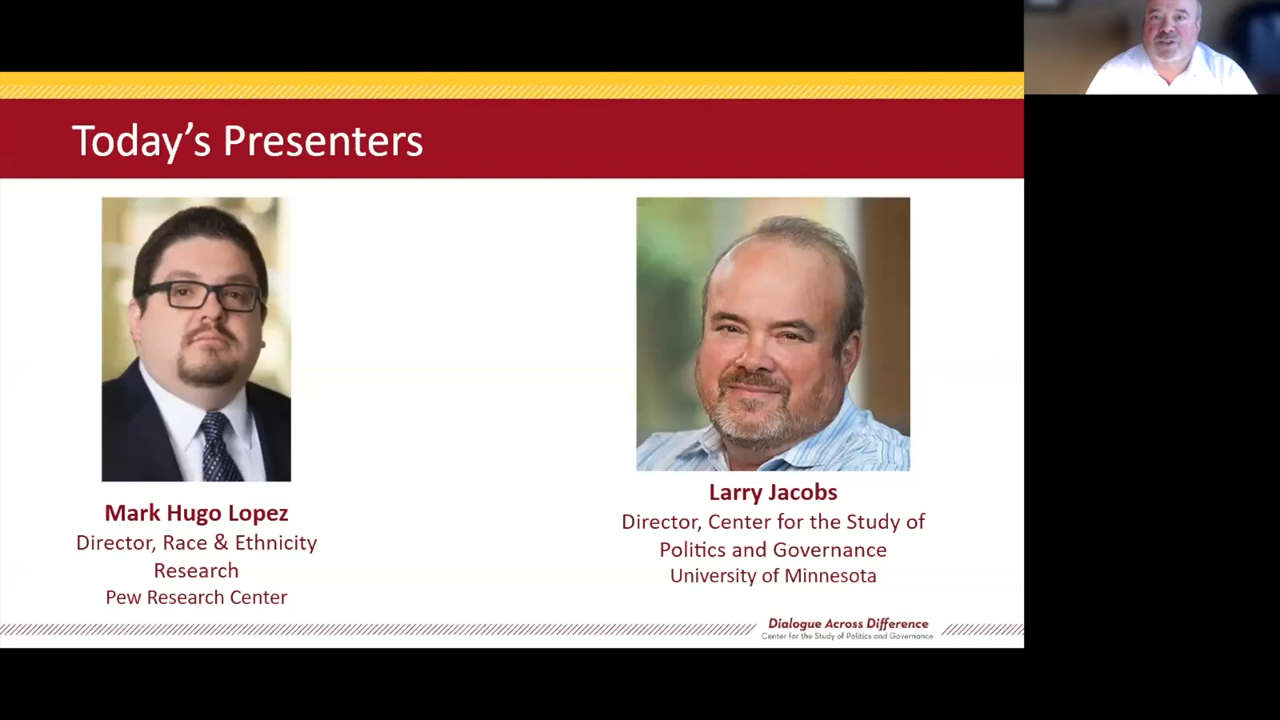 Today's Presenters
Mark Hugo Lopez
Director, Race & Ethnicity
Research
Pew Research Center
Larry Jacobs
Director, Center for the Study of
Politics and Governance
University of Minnesota
Dialogue Across Difference
Center for the Study of Politics and Governance